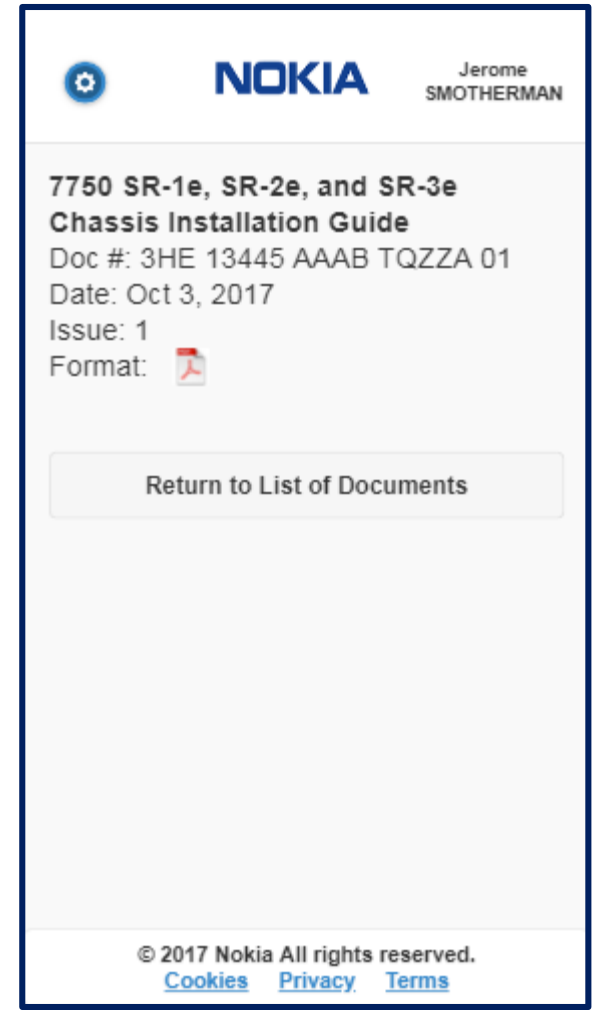 NOKIA
Jerome
SMOTHERMAN
7750 SR-1e, SR-2e, and SR-3e
Chassis Installation Guide
Doc #: 3HE 13445 AAAB TQZZA 01
Date: Oct 3, 2017
Issue: 1
Format:
Return to List of Documents
© 2017 Nokia All rights reserved.
Cookies Privacy Terms